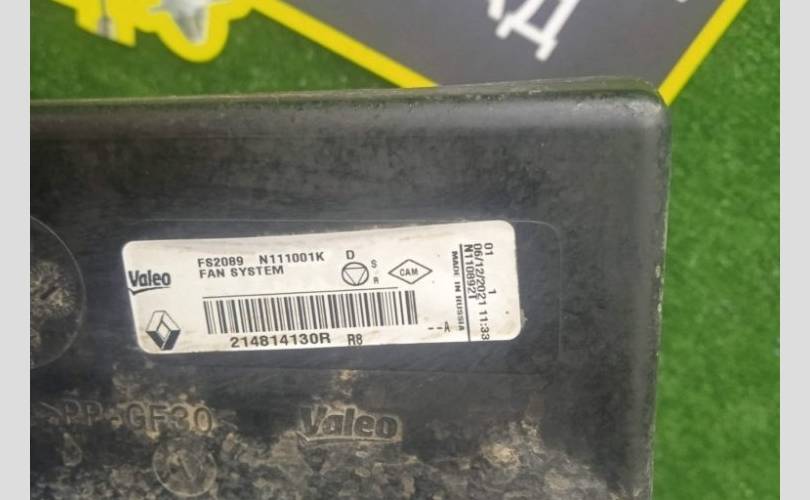 FS2089 N111001K D
FAN SYSTEM
S
R
CAM
Valeo
214814130R R8
--A
MADE IN RUSSIA
N110892T
06/12/2021 11:33
01 1
PP-GF30
Valeo